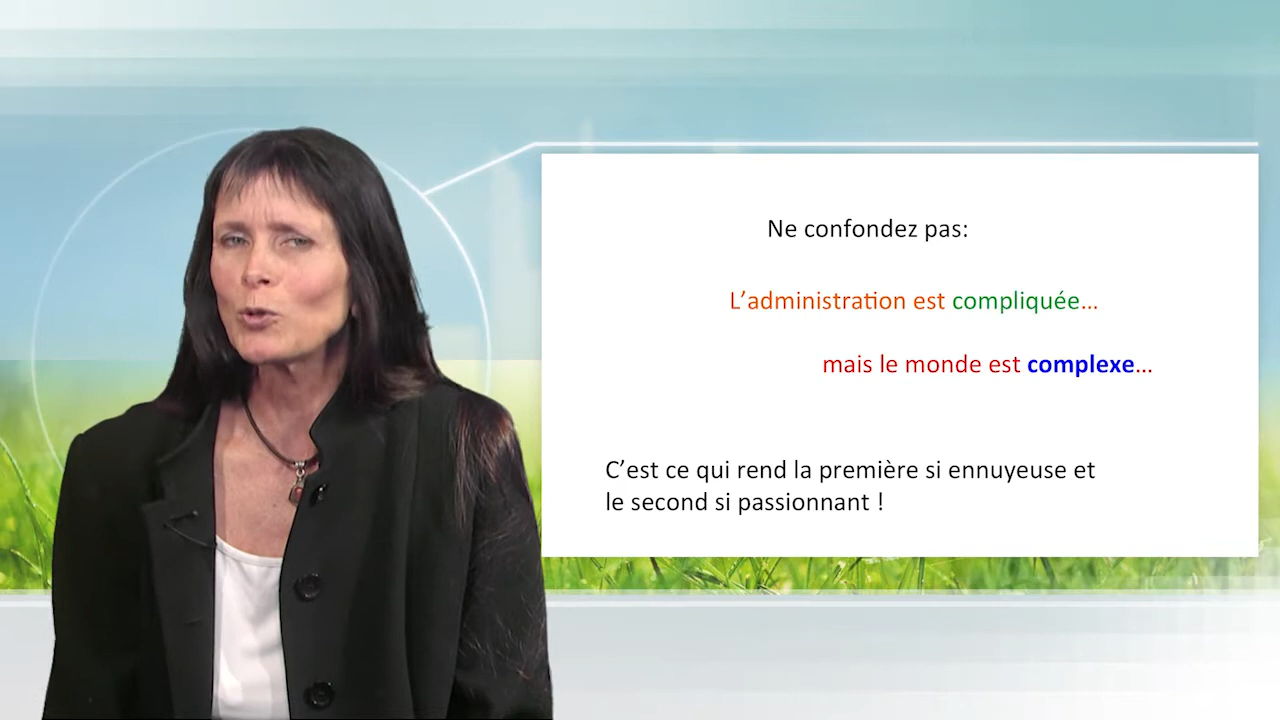 Ne confondez pas:
L’administration est compliquée...
mais le monde est complexe...
C’est ce qui rend la première si ennuyeuse et
le second si passionnant !